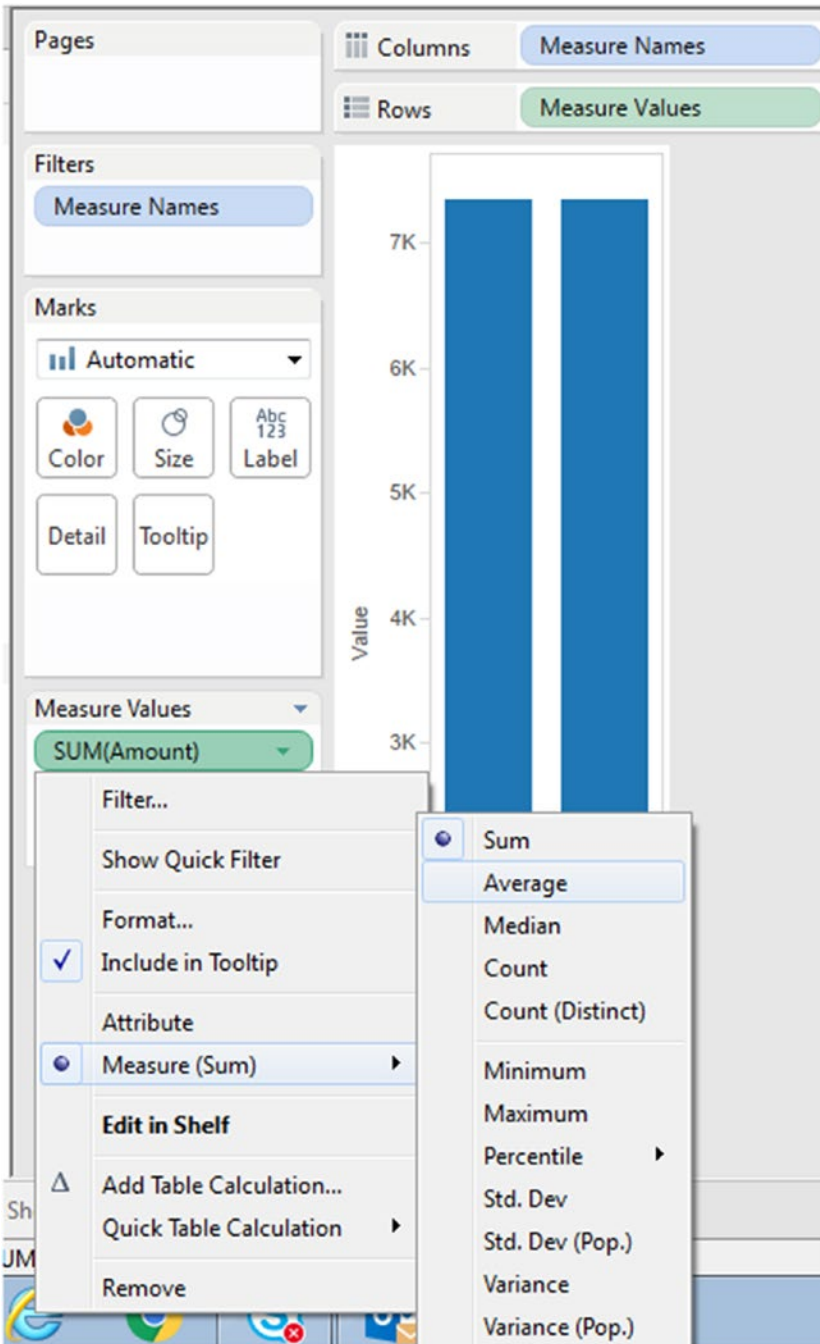 Pages
Columns
Measure Names
Rows
Measure Values
Filters
Measure Names
Marks
Automatic
Color
Size
Abc
123
Label
Detail
Tooltip
7K
6K
5K
4K
3K
Value
Measure Values
SUM(Amount)
Filter...
Show Quick Filter
Format...
Include in Tooltip
Attribute
Measure (Sum)
Edit in Shelf
Δ Add Table Calculation...
Quick Table Calculation
Remove
Sum
Average
Median
Count
Count (Distinct)
Minimum
Maximum
Percentile
Std. Dev
Std. Dev (Pop.)
Variance
Variance (Pop.)
Sh
UM